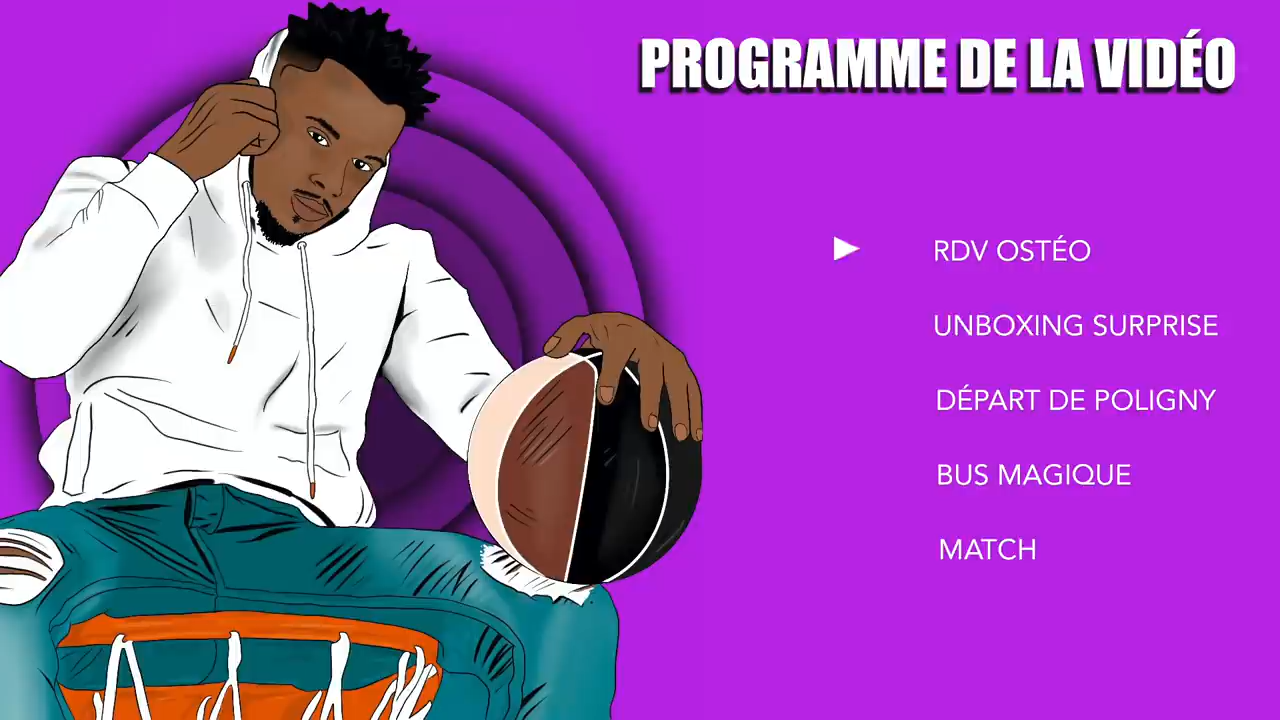 PROGRAMME DE LA VIDÉO
RDV OSTÉO
UNBOXING SURPRISE
DÉPART DE POLIGNY
BUS MAGIQUE
MATCH